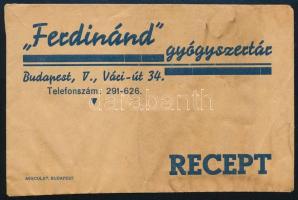 „Ferdinánd”
gyógyszertár
Budapest, V., Váci-út 34.
Telefonszám: 291-626.
RECEPT